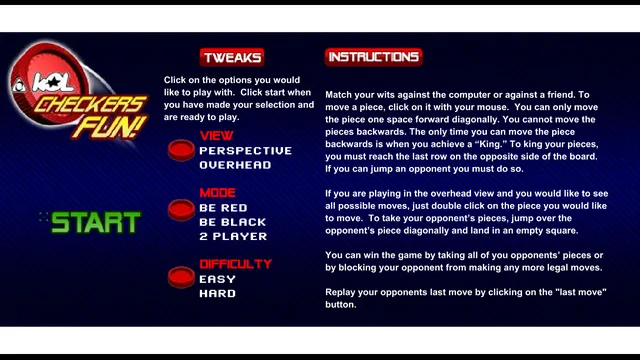 KOL
CHECKERS
FUN!
START
TWEAKS
Click on the options you would
like to play with. Click start when
you have made your selection and
are ready to play.
VIEW
PERSPECTIVE
OVERHEAD
MODE
BE RED
BE BLACK
2 PLAYER
DIFFICULTY
EASY
HARD
INSTRUCTIONS
Match your wits against the computer or against a friend. To
move a piece, click on it with your mouse. You can only move
the piece one space forward diagonally. You cannot move the
pieces backwards. The only time you can move the piece
backwards is when you achieve a “King.” To king your pieces,
you must reach the last row on the opposite side of the board.
If you can jump an opponent you must do so.
If you are playing in the overhead view and you would like to see
all possible moves, just double click on the piece you would like
to move. To take your opponent’s pieces, jump over the
opponent’s piece diagonally and land in an empty square.
You can win the game by taking all of you opponents’ pieces or
by blocking your opponent from making any more legal moves.
Replay your opponents last move by clicking on the "last move"
button.